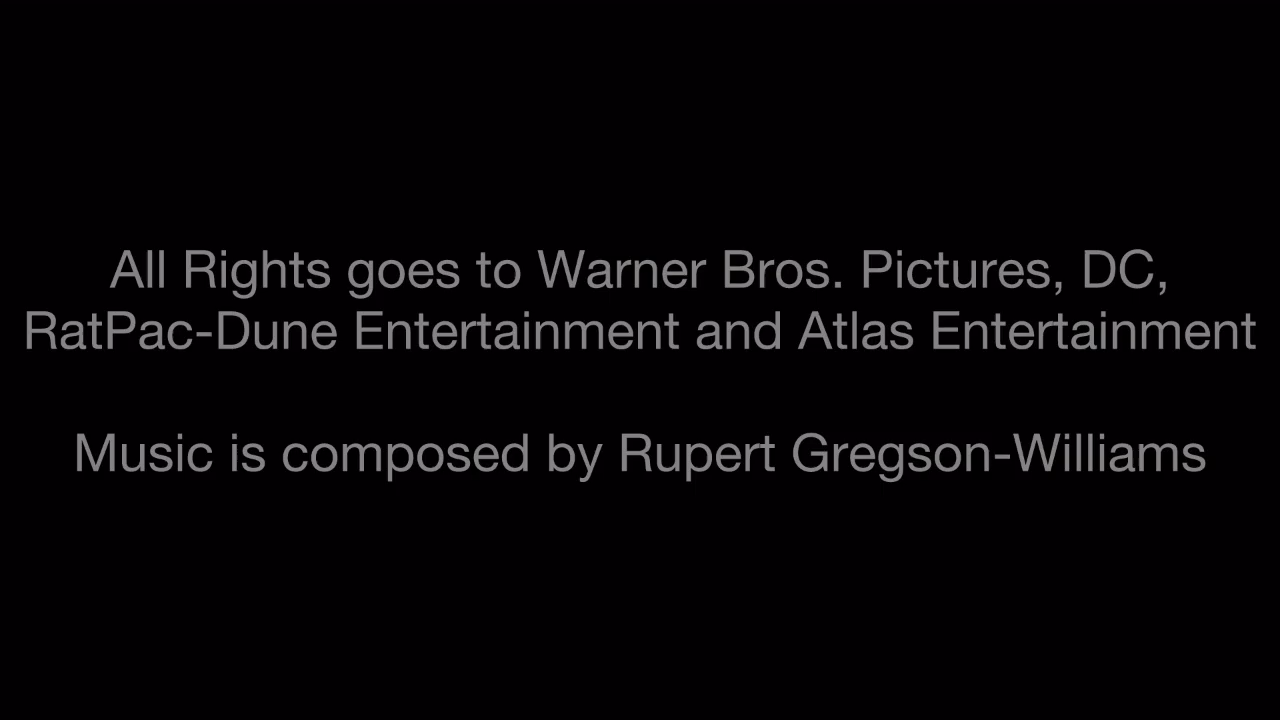 All Rights goes to Warner Bros. Pictures, DC,
RatPac-Dune Entertainment and Atlas Entertainment
Music is composed by Rupert Gregson-Williams